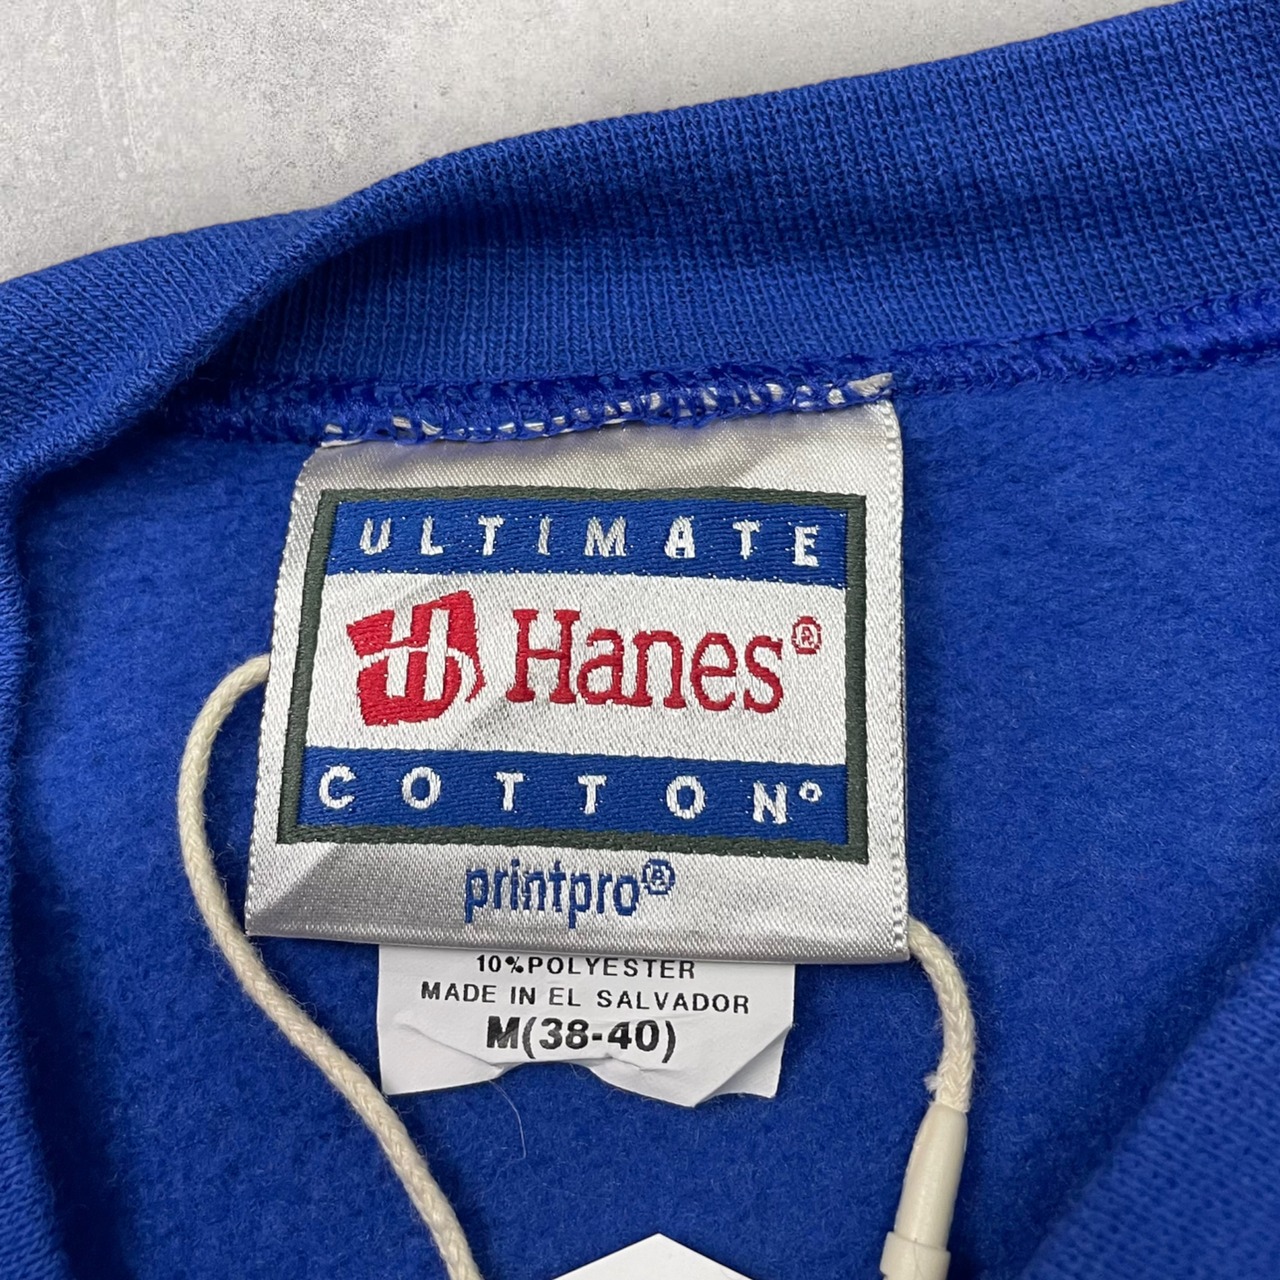 ULTIMATE
Hanes®
COTTON®
printpro®
10%POLYESTER
MADE IN EL SALVADOR
M(38-40)